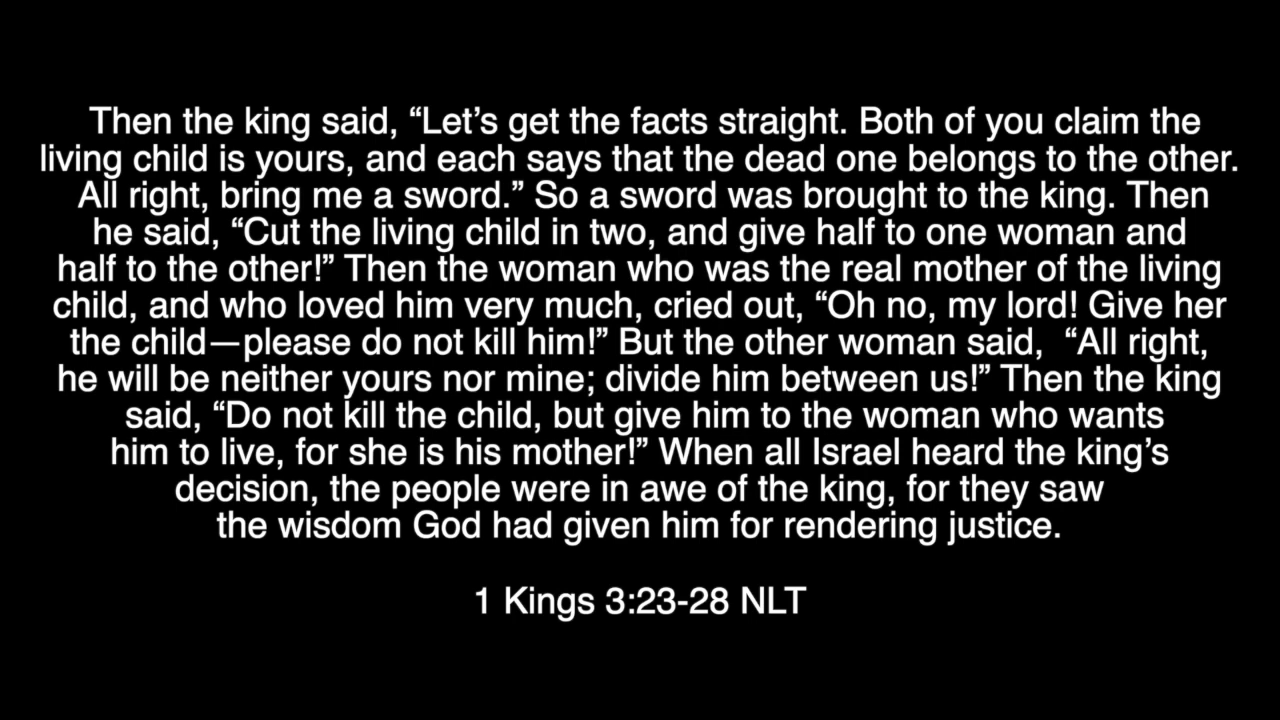 Then the king said, “Let’s get the facts straight. Both of you claim the
living child is yours, and each says that the dead one belongs to the other.
All right, bring me a sword.” So a sword was brought to the king. Then
he said, “Cut the living child in two, and give half to one woman and
half to the other!” Then the woman who was the real mother of the living
child, and who loved him very much, cried out, “Oh no, my lord! Give her
the child—please do not kill him!” But the other woman said,  “All right,
he will be neither yours nor mine; divide him between us!” Then the king
said, “Do not kill the child, but give him to the woman who wants
him to live, for she is his mother!” When all Israel heard the king’s
decision, the people were in awe of the king, for they saw
the wisdom God had given him for rendering justice.
1 Kings 3:23-28 NLT